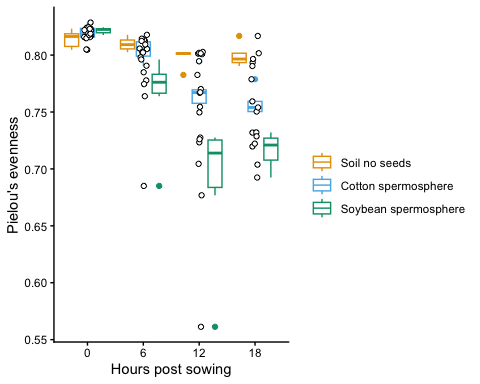 Pielou's evenness
0.80
0.75
0.70
0.65
0.60
0.55
0
6
12
18
Hours post sowing
Soil no seeds
Cotton spermosphere
Soybean spermosphere